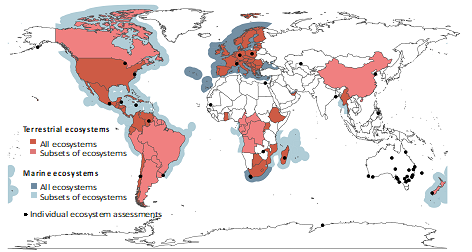 Terrestrial ecosystems
All ecosystems
Subsets of ecosystems
Marine ecosystems
All ecosystems
Subsets of ecosystems
Individual ecosystem assessments